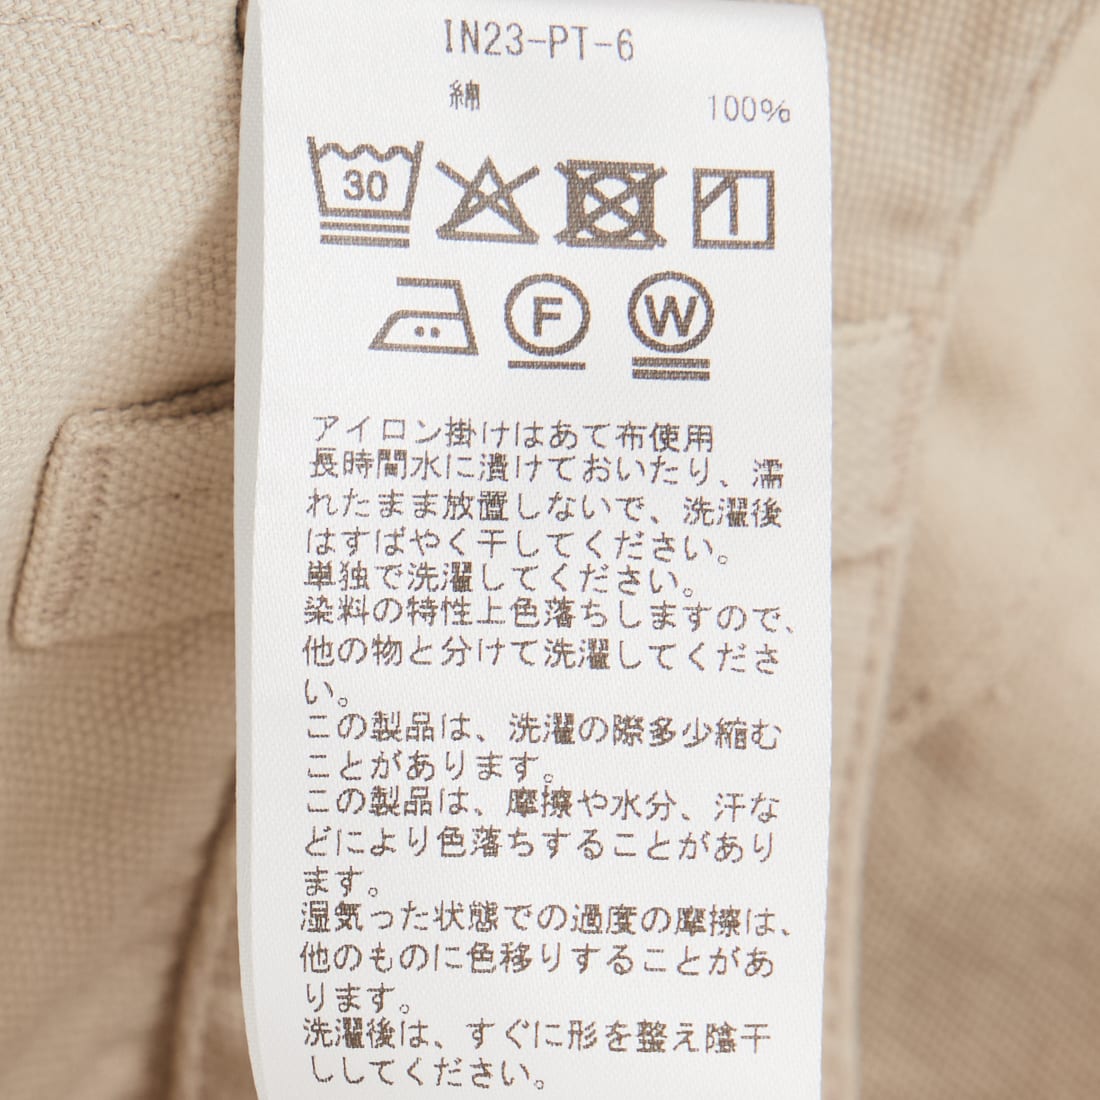 IN23-PT-6
綿 100%
30
F W
アイロン掛けはあて布使用
長時間水に漬けておいたり、濡
れたまま放置しないで、洗濯後
はすばやく干してください。
単独で洗濯してください。
染料の特性上色落ちしますので、
他の物と分けて洗濯してくださ
い。
この製品は、洗濯の際多少縮む
ことがあります。
この製品は、摩擦や水分、汗な
どにより色落ちすることがあり
ます。
湿気った状態での過度の摩擦は、
他のものに色移りすることがあ
ります。
洗濯後は、すぐに形を整え陰干
ししてください。